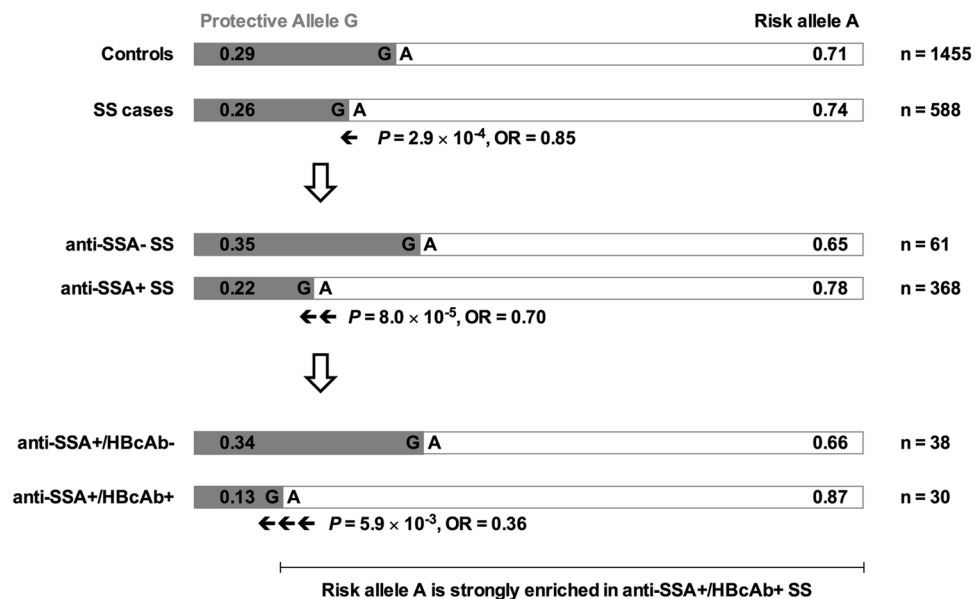 Protective Allele G Risk allele A
Controls 0.29 G A 0.71 n = 1455
SS cases 0.26 G A 0.74 n = 588
P = 2.9 × 10⁻⁴, OR = 0.85
anti-SSA- SS 0.35 G A 0.65 n = 61
anti-SSA+ SS 0.22 G A 0.78 n = 368
P = 8.0 × 10⁻⁵, OR = 0.70
anti-SSA+/HBcAb- 0.34 G A 0.66 n = 38
anti-SSA+/HBcAb+ 0.13 G A 0.87 n = 30
P = 5.9 × 10⁻³, OR = 0.36
Risk allele A is strongly enriched in anti-SSA+/HBcAb+ SS